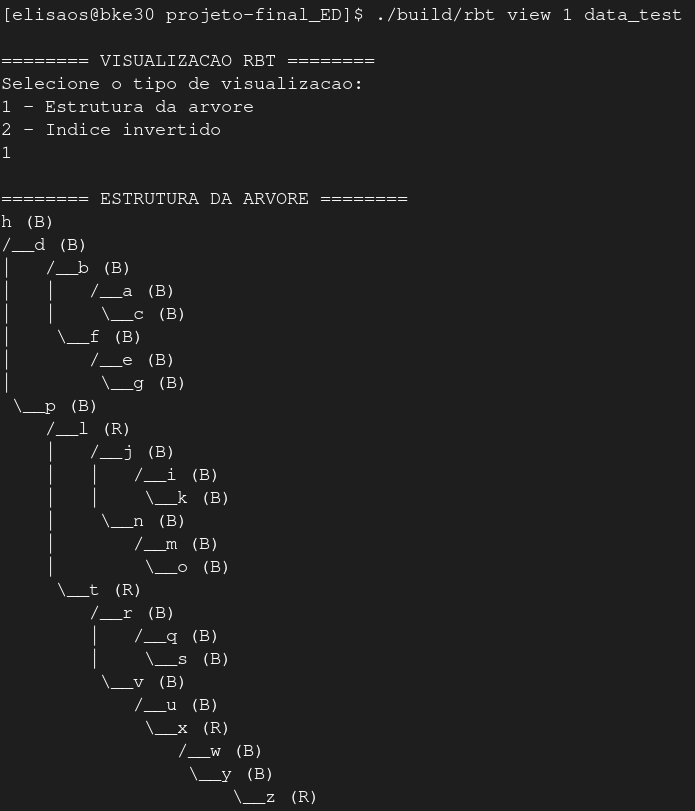 [elisaos@bke30 projeto-final_ED]$ ./build/rbt view 1 data_test

======== VISUALIZACAO RBT ========
Selecione o tipo de visualizacao:
1 - Estrutura da arvore
2 - Indice invertido
1

======== ESTRUTURA DA ARVORE ========
h (B)
/__d (B)
│   /__b (B)
│   │   /__a (B)
│   │    \__c (B)
│    \__f (B)
│       /__e (B)
│        \__g (B)
 \__p (B)
    /__l (R)
    │   /__j (B)
    │   │   /__i (B)
    │   │    \__k (B)
    │    \__n (B)
    │       /__m (B)
    │        \__o (B)
     \__t (R)
        /__r (B)
        │   /__q (B)
        │    \__s (B)
         \__v (B)
            /__u (B)
             \__x (R)
                /__w (B)
                 \__y (B)
                     \__z (R)